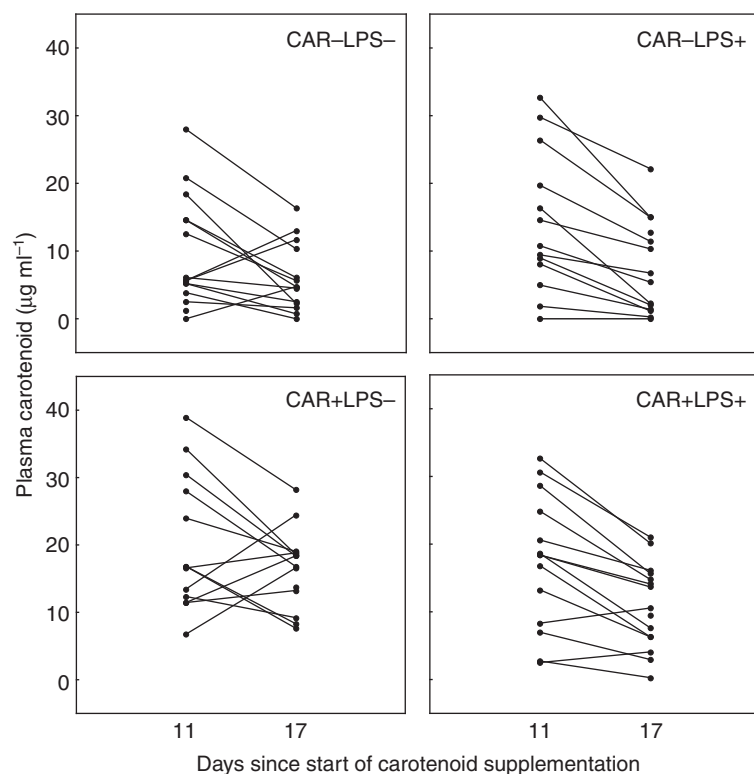 CAR–LPS–
CAR–LPS+
40
30
20
10
0
CAR+LPS–
CAR+LPS+
40
30
20
10
0
Plasma carotenoid (µg ml⁻¹)
11 17 11 17
Days since start of carotenoid supplementation